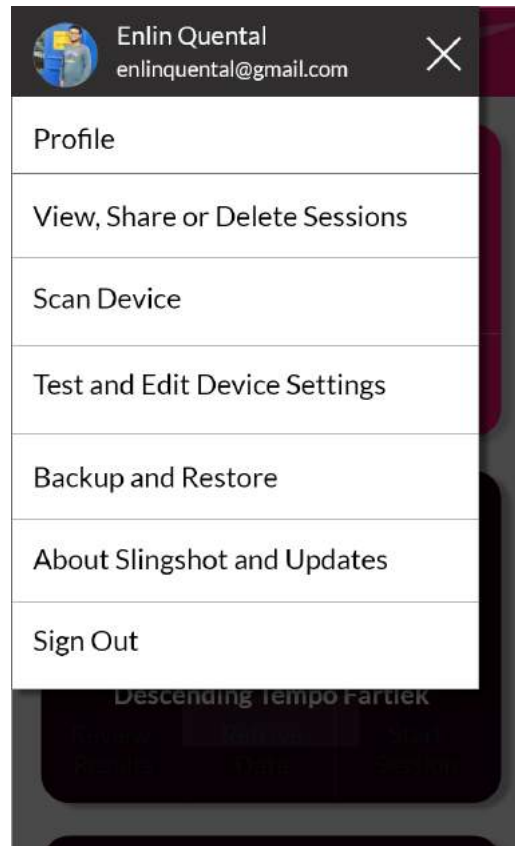 Enlin Quental
enlinquental@gmail.com
Profile
View, Share or Delete Sessions
Scan Device
Test and Edit Device Settings
Backup and Restore
About Slingshot and Updates
Sign Out
Descending Tempo Fartlek